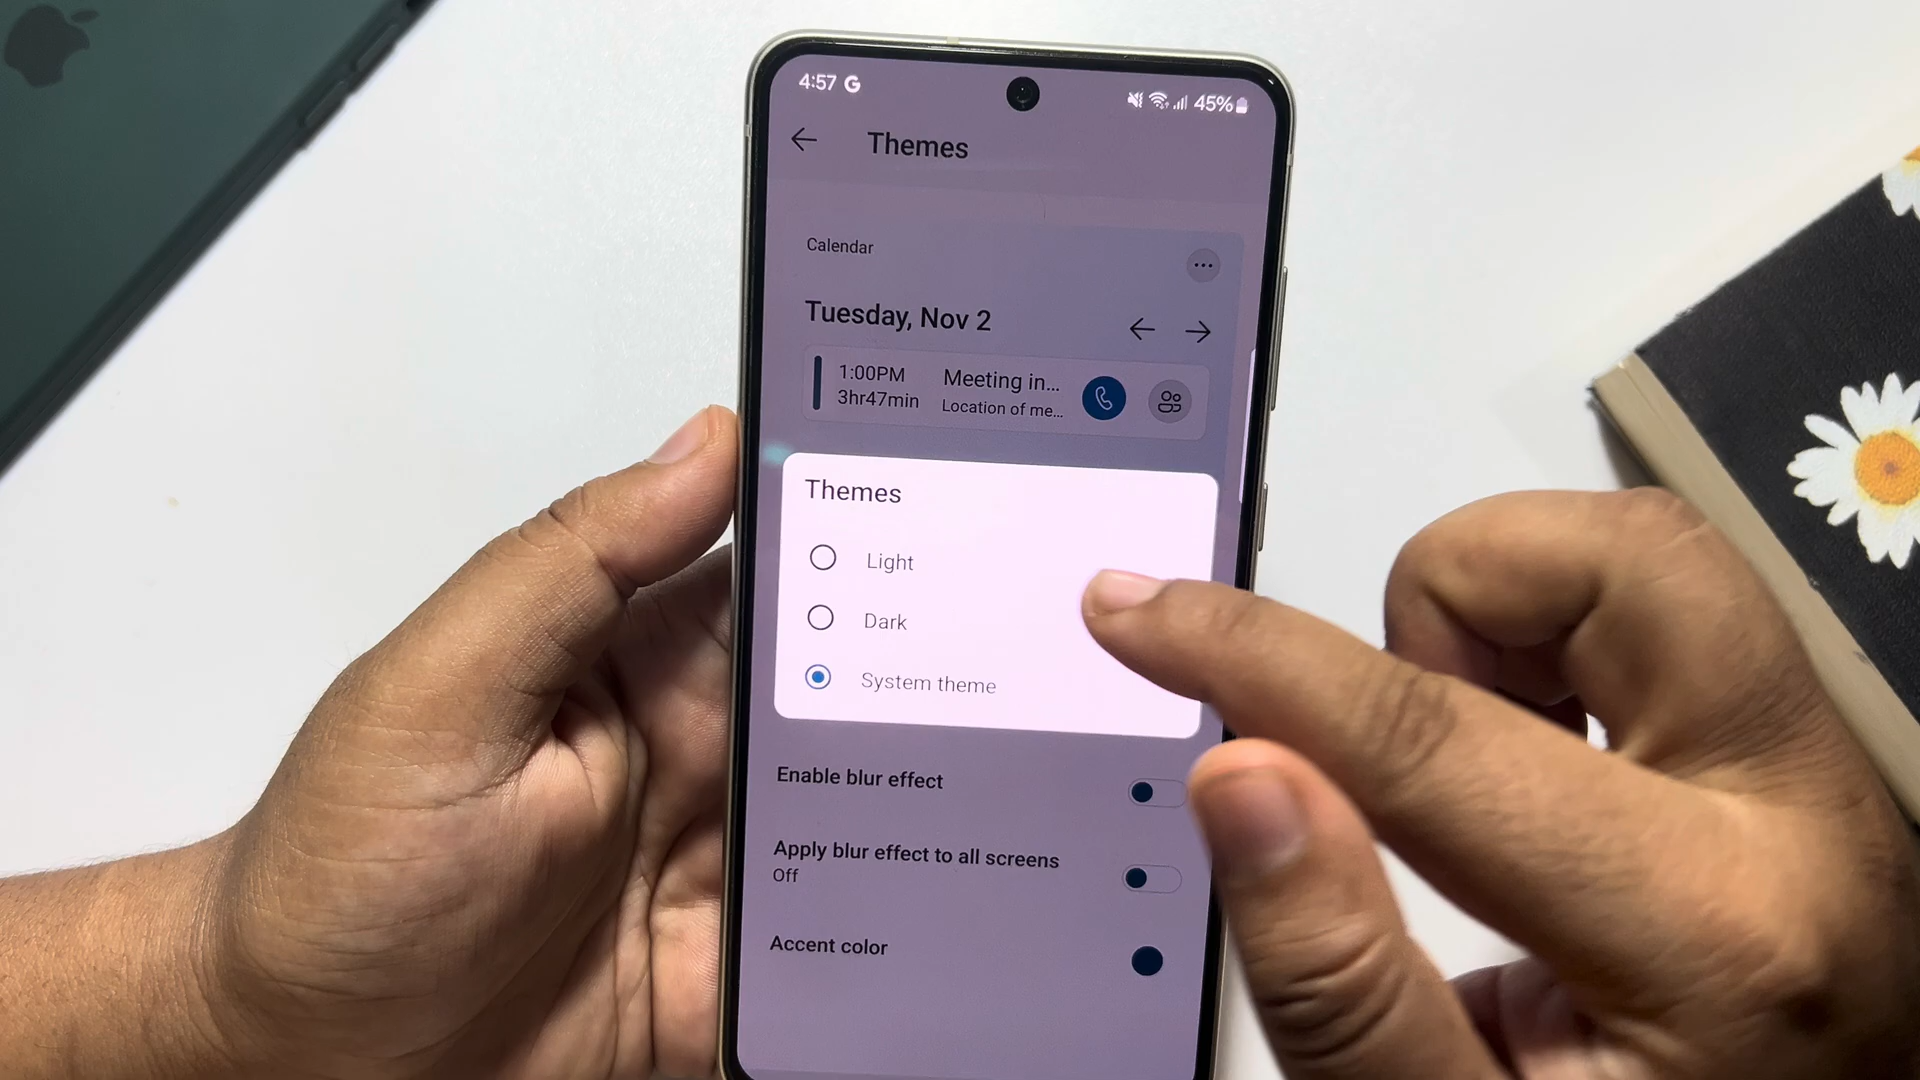 4:57 G
45%
Themes
Calendar
Tuesday, Nov 2
1:00PM
Meeting in...
3hr47min
Location of me...
Themes
Light
Dark
System theme
Enable blur effect
Apply blur effect to all screens
Off
Accent color